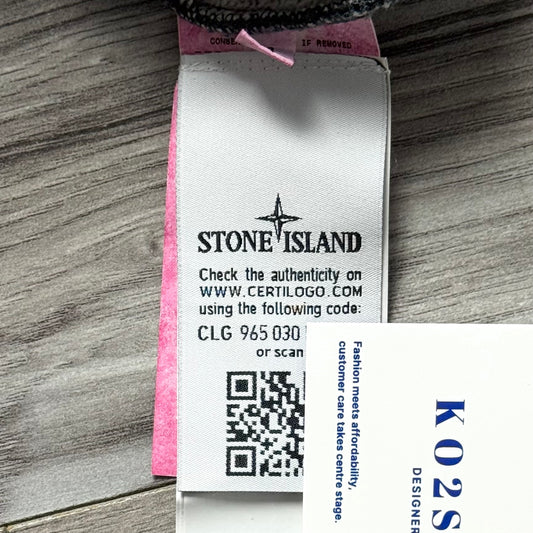 IF REMOVED
STONE ISLAND
Check the authenticity on
WWW.CERTILOGO.COM
using the following code:
CLG 965 030
or scan
Fashion meets affordability,
customer care takes centre stage.
KO2S
DESIGNER